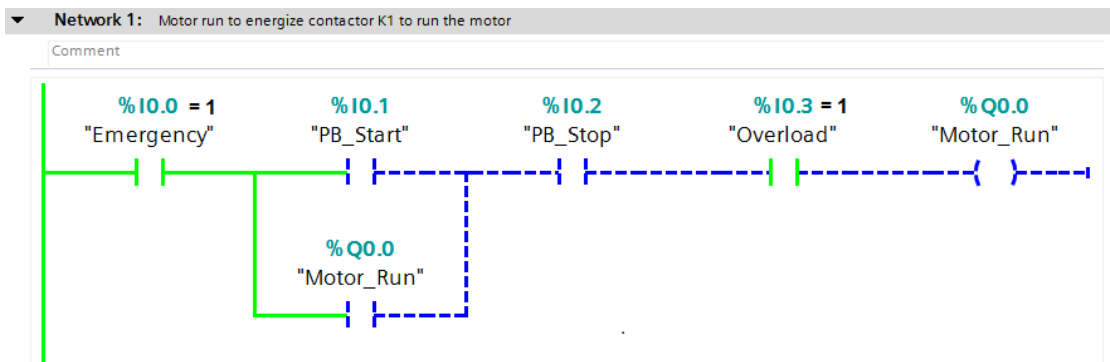 Network 1: Motor run to energize contactor K1 to run the motor
Comment
%I0.0 = 1 %I0.1 %I0.2 %I0.3 = 1 %Q0.0
"Emergency" "PB_Start" "PB_Stop" "Overload" "Motor_Run"
%Q0.0
"Motor_Run"